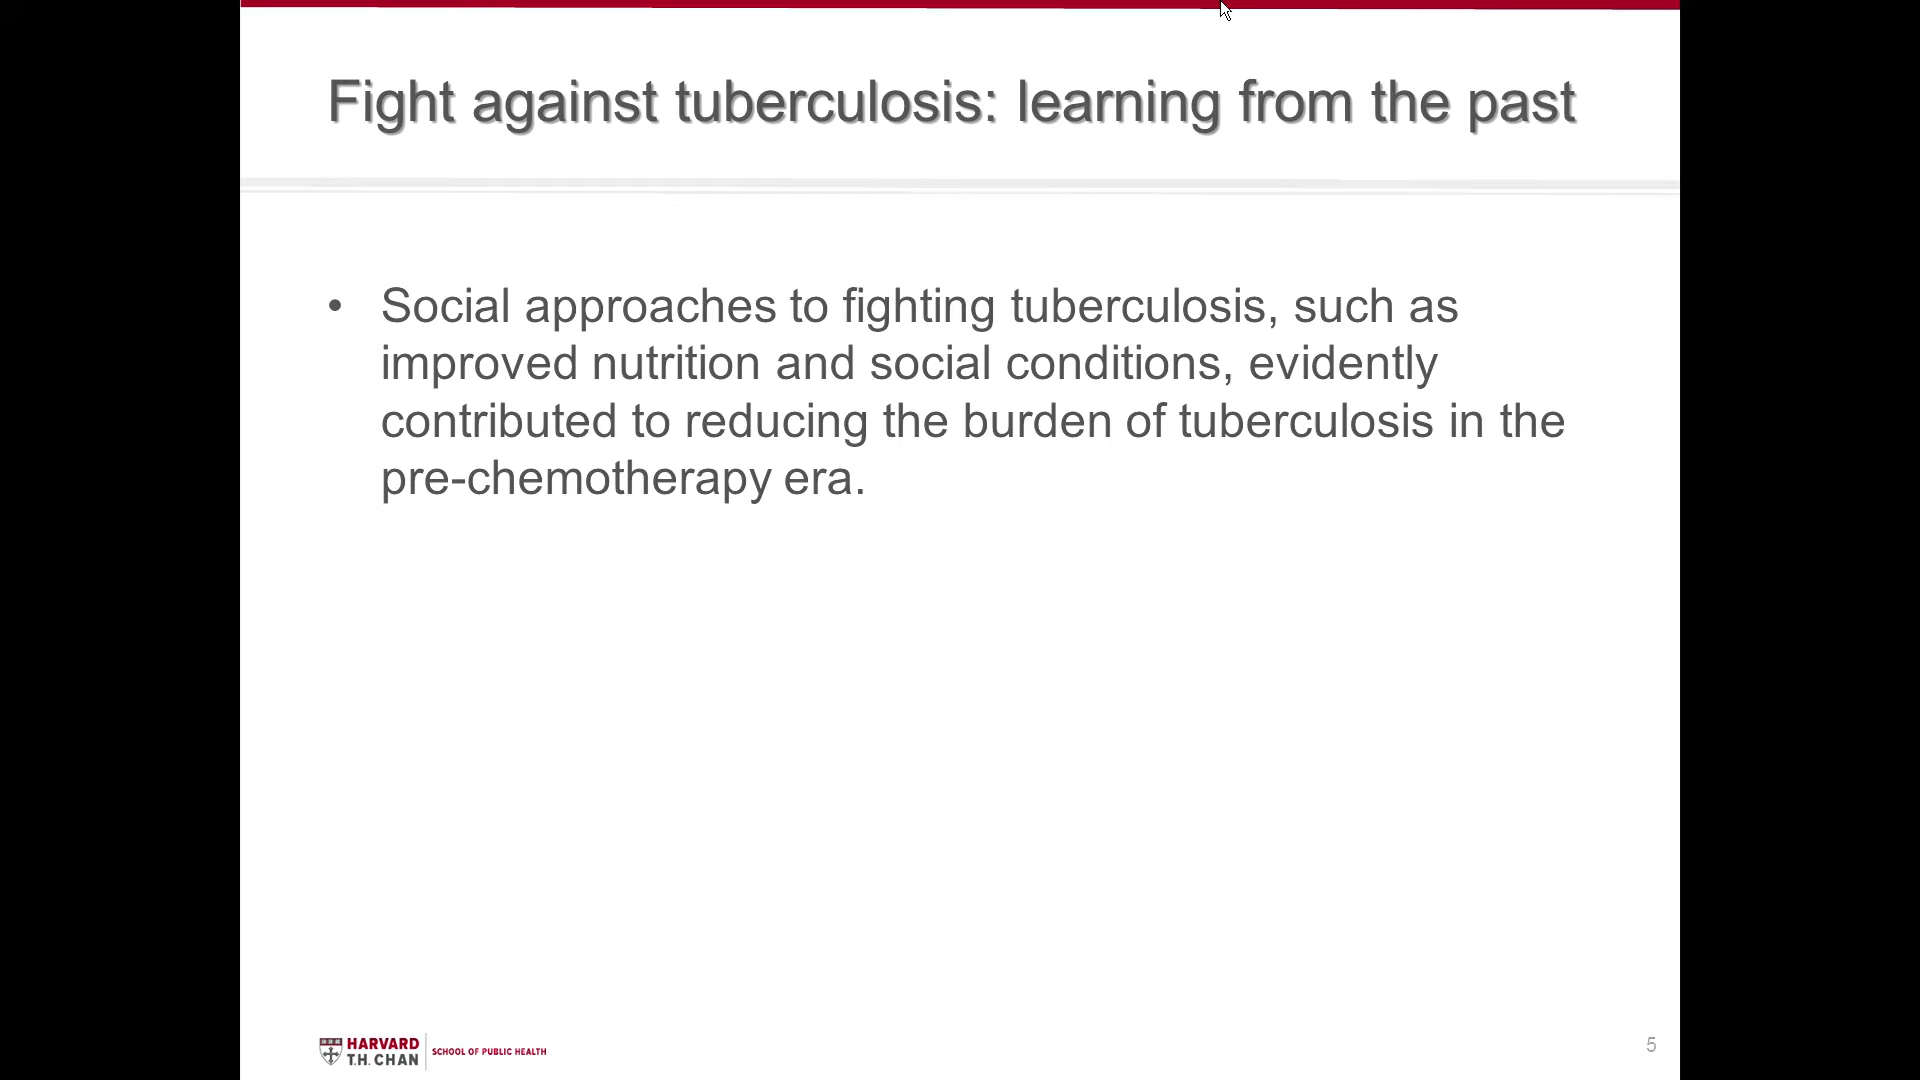 Fight against tuberculosis: learning from the past
• Social approaches to fighting tuberculosis, such as
improved nutrition and social conditions, evidently
contributed to reducing the burden of tuberculosis in the
pre-chemotherapy era.
HARVARD
T.H. CHAN
SCHOOL OF PUBLIC HEALTH
5